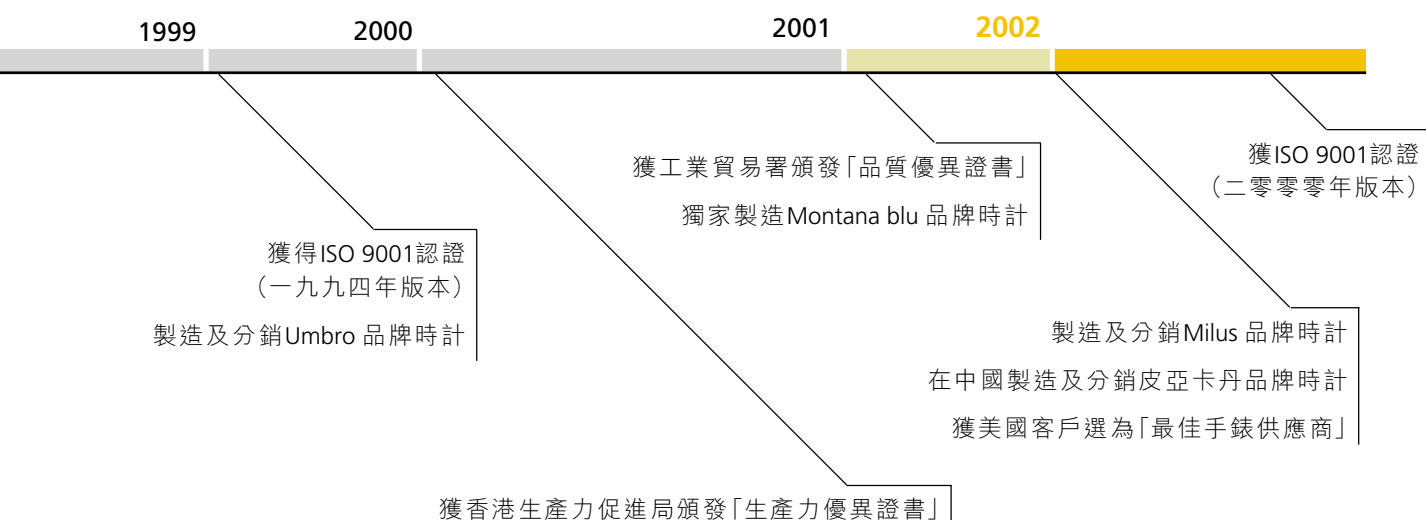 1999
2000
2001
2002
獲工業貿易署頒發「品質優異證書」
獨家製造Montana blu 品牌時計
獲ISO 9001認證
（二零零零年版本）
獲得ISO 9001認證
（一九九四年版本）
製造及分銷Umbro 品牌時計
製造及分銷Milus 品牌時計
在中國製造及分銷皮亞卡丹品牌時計
獲美國客戶選為「最佳手錶供應商」
獲香港生產力促進局頒發「生產力優異證書」